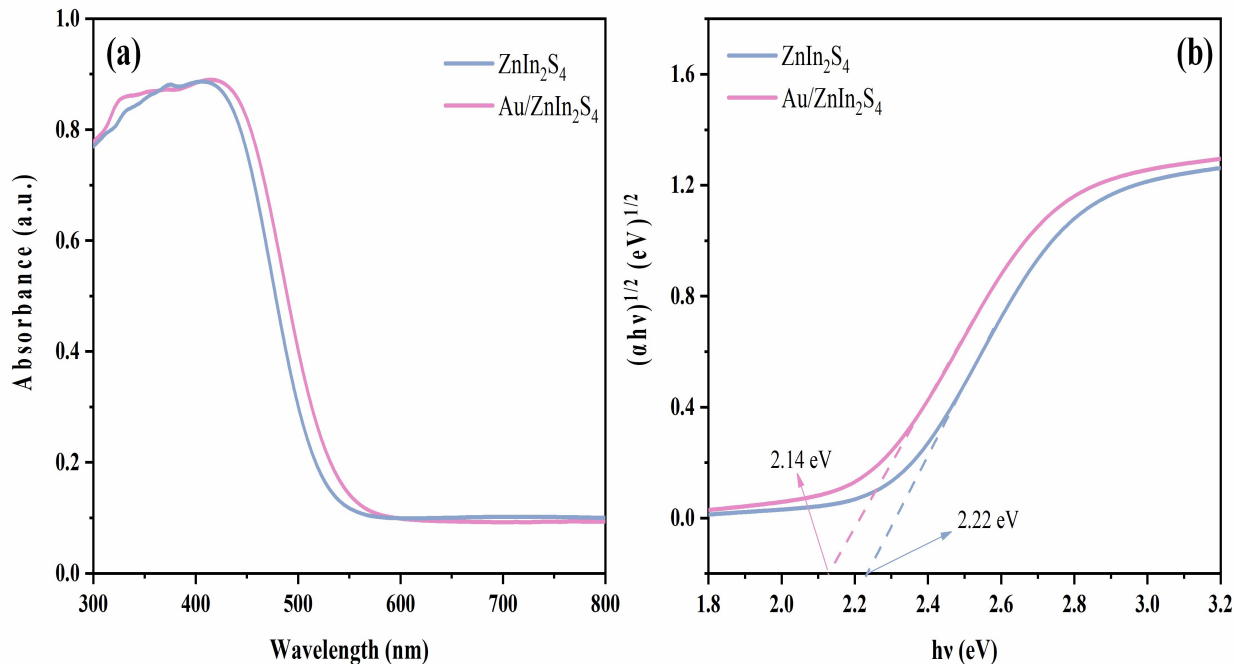 (a)
ZnIn₂S₄
Au/ZnIn₂S₄
1.0
0.8
0.6
0.4
0.2
0.0
Absorbance (a.u.)
300 400 500 600 700 800
Wavelength (nm)
(b)
ZnIn₂S₄
Au/ZnIn₂S₄
1.6
1.2
0.8
0.4
0.0
(αhν)¹/² (eV)¹/²
2.14 eV
2.22 eV
1.8 2.0 2.2 2.4 2.6 2.8 3.0 3.2
hν (eV)